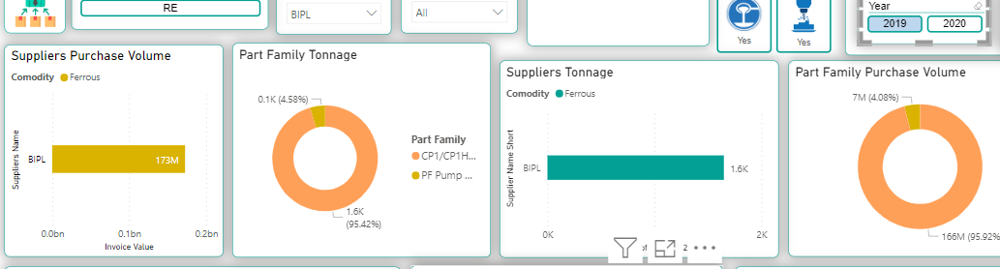 RE
BIPL
All
Yes
Yes
Year
2019
2020
Suppliers Purchase Volume
Comodity
Ferrous
Suppliers Name
BIPL
173M
0.0bn
0.1bn
0.2bn
Invoice Value
Part Family Tonnage
0.1K (4.58%)
1.6K
(95.42%)
Part Family
CP1/CP1H...
PF Pump ...
Suppliers Tonnage
Comodity
Ferrous
Supplier Name Short
BIPL
1.6K
0K
2K
2
Part Family Purchase Volume
7M (4.08%)
166M (95.92%